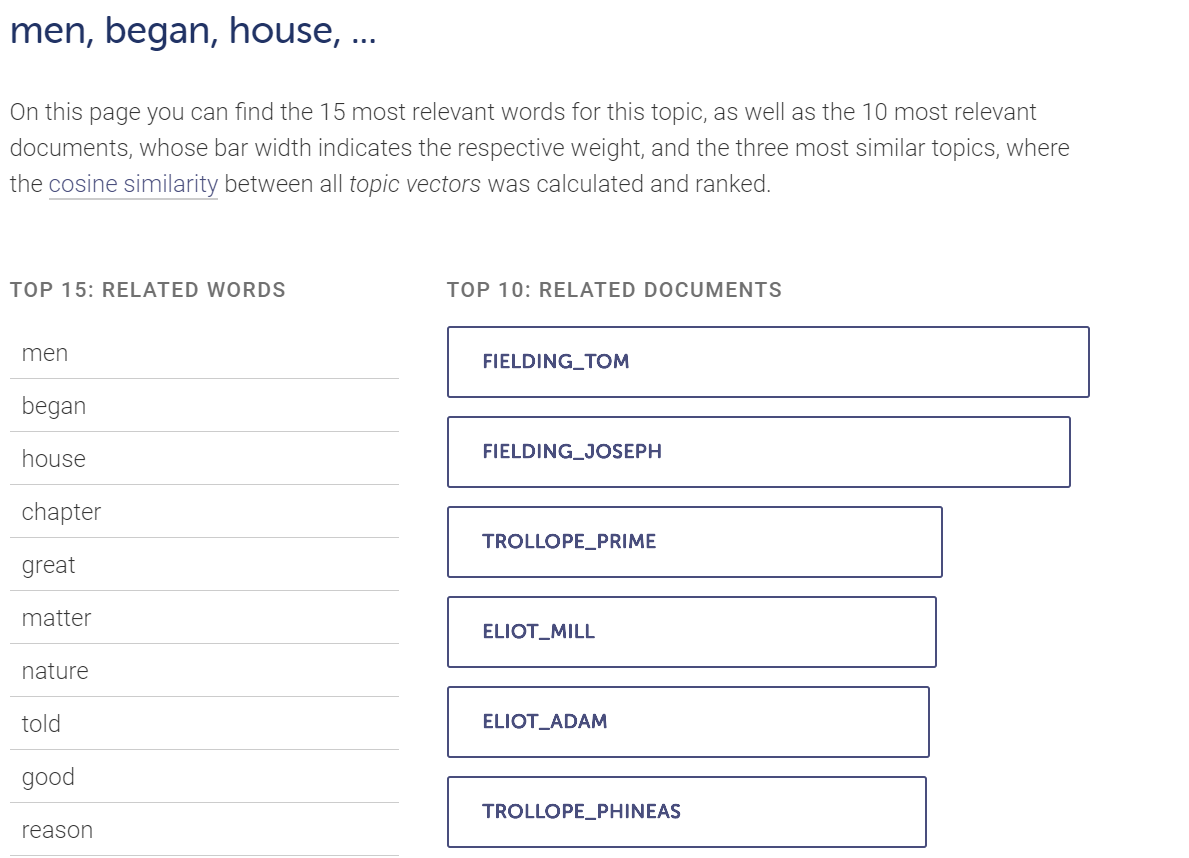 men, began, house, ...
On this page you can find the 15 most relevant words for this topic, as well as the 10 most relevant
documents, whose bar width indicates the respective weight, and the three most similar topics, where
the cosine similarity between all topic vectors was calculated and ranked.
TOP 15: RELATED WORDS
men
began
house
chapter
great
matter
nature
told
good
reason
TOP 10: RELATED DOCUMENTS
FIELDING_TOM
FIELDING_JOSEPH
TROLLOPE_PRIME
ELIOT_MILL
ELIOT_ADAM
TROLLOPE_PHINEAS